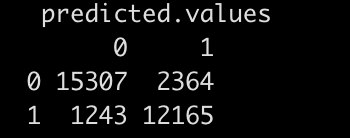 predicted.values
0 1
0 15307 2364
1 1243 12165